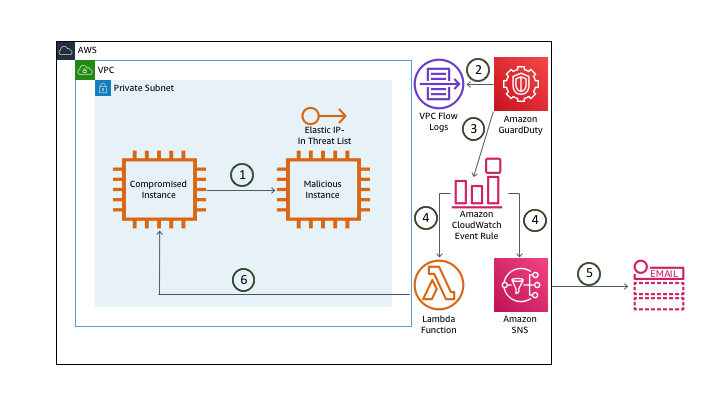 AWS
VPC
Private Subnet
Elastic IP-
In Threat List
Compromised
Instance
1
Malicious
Instance
6
VPC Flow
Logs
2
Amazon
GuardDuty
3
Amazon
CloudWatch
Event Rule
4
4
Lambda
Function
Amazon
SNS
5
EMAIL